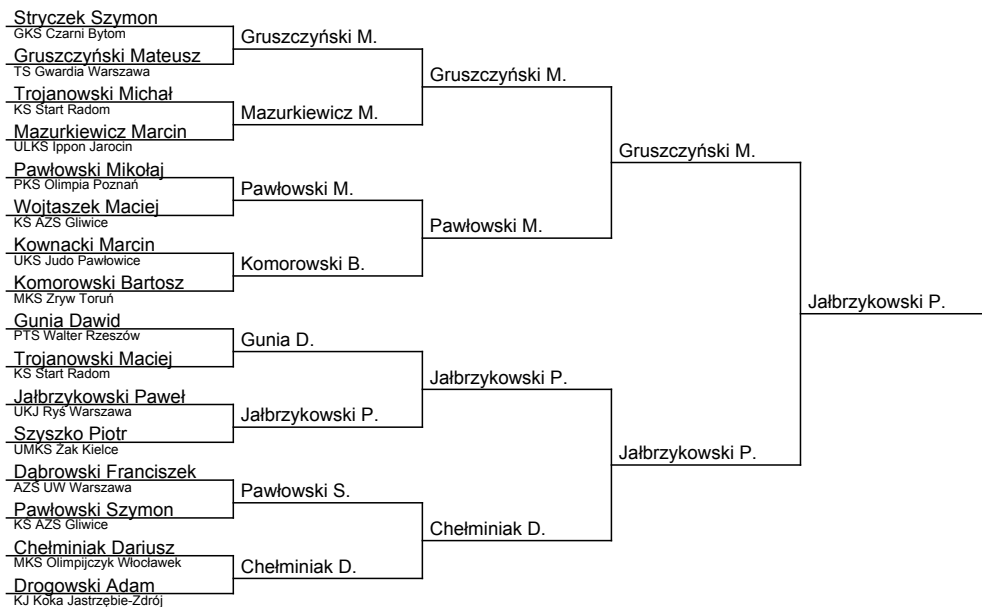 Stryczek Szymon
GKS Czarni Bytom
Gruszczyński Mateusz
TS Gwardia Warszawa
Trojanowski Michał
KS Start Radom
Mazurkiewicz Marcin
ULKS Ippon Jarocin
Pawłowski Mikołaj
PKS Olimpia Poznań
Wojtaszek Maciej
KS AZS Gliwice
Kownacki Marcin
UKS Judo Pawłowice
Komorowski Bartosz
MKS Zryw Toruń
Gunia Dawid
PTS Walter Rzeszów
Trojanowski Maciej
KS Start Radom
Jałbrzykowski Paweł
UKJ Ryś Warszawa
Szyszko Piotr
UMKS Żak Kielce
Dąbrowski Franciszek
AZS UW Warszawa
Pawłowski Szymon
KS AZS Gliwice
Chełminiak Dariusz
MKS Olimpijczyk Włocławek
Drogowski Adam
KJ Koka Jastrzębie-Zdrój
Gruszczyński M.
Mazurkiewicz M.
Pawłowski M.
Komorowski B.
Gunia D.
Jałbrzykowski P.
Pawłowski S.
Chełminiak D.
Gruszczyński M.
Pawłowski M.
Jałbrzykowski P.
Chełminiak D.
Gruszczyński M.
Jałbrzykowski P.
Jałbrzykowski P.